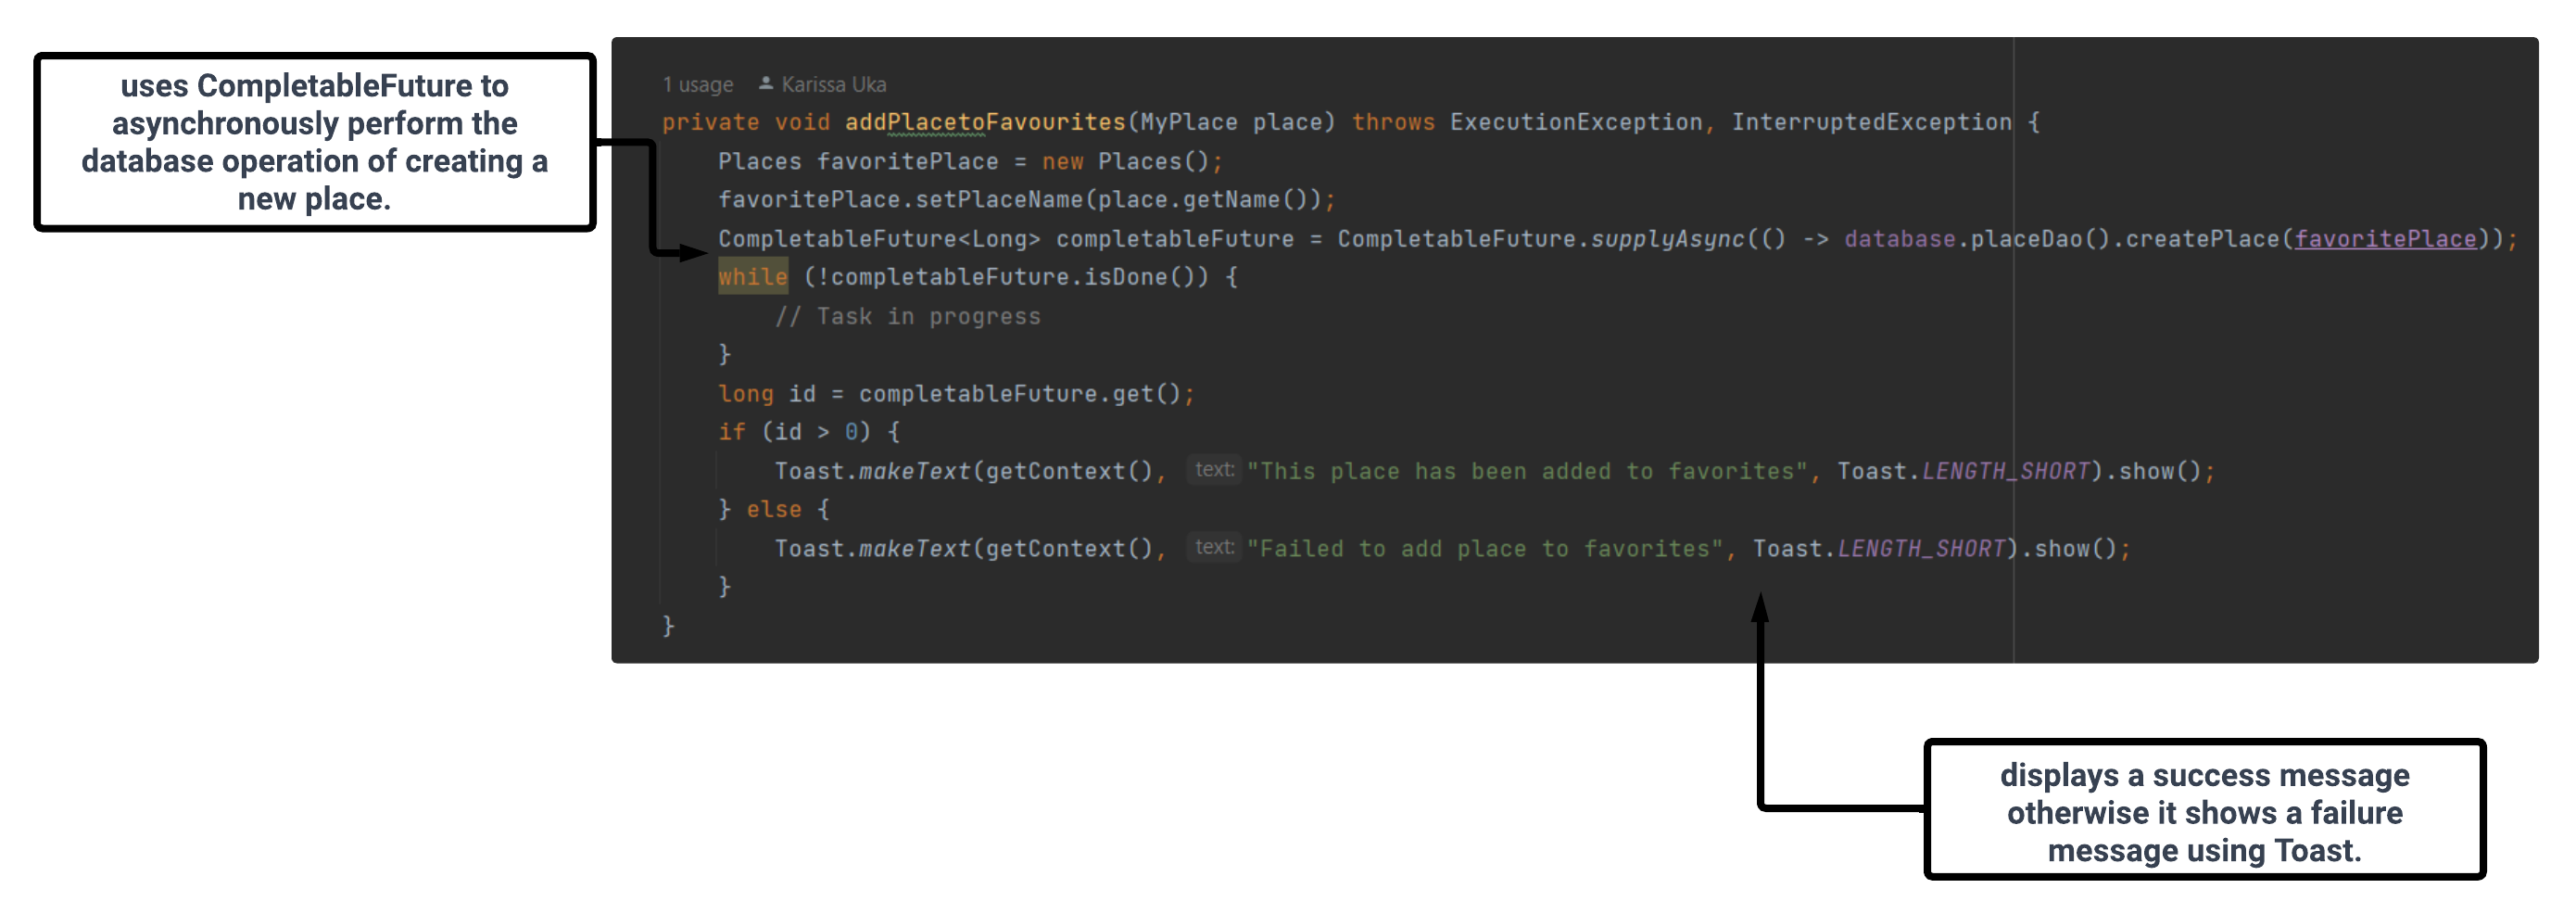 uses CompletableFuture to
asynchronously perform the
database operation of creating a
new place.
1 usage Karissa Uka
private void addPlacetoFavourites(MyPlace place) throws ExecutionException, InterruptedException {
Places favoritePlace = new Places();
favoritePlace.setPlaceName(place.getName());
CompletableFuture<Long> completableFuture = CompletableFuture.supplyAsync(() -> database.placeDao().createPlace(favoritePlace));
while (!completableFuture.isDone()) {
// Task in progress
}
long id = completableFuture.get();
if (id > 0) {
Toast.makeText(getContext(), text: "This place has been added to favorites", Toast.LENGTH_SHORT).show();
} else {
Toast.makeText(getContext(), text: "Failed to add place to favorites", Toast.LENGTH_SHORT).show();
}
}
displays a success message
otherwise it shows a failure
message using Toast.